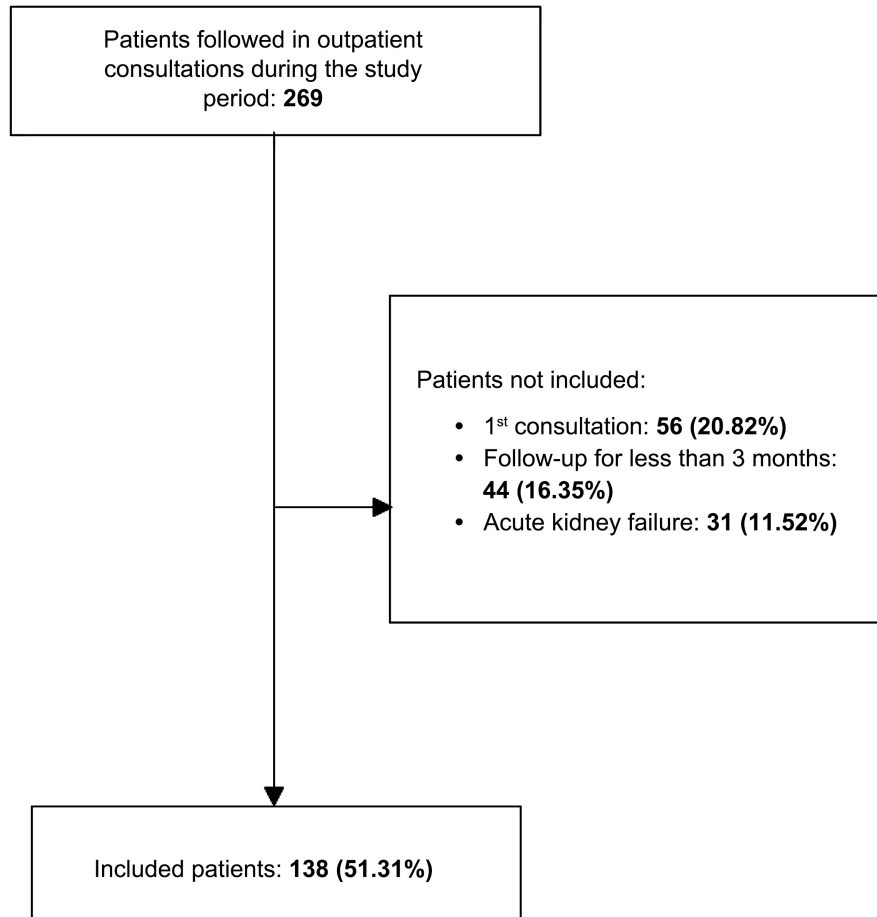 Patients followed in outpatient
consultations during the study
period: 269
Patients not included:
• 1st consultation: 56 (20.82%)
• Follow-up for less than 3 months:
44 (16.35%)
• Acute kidney failure: 31 (11.52%)
Included patients: 138 (51.31%)